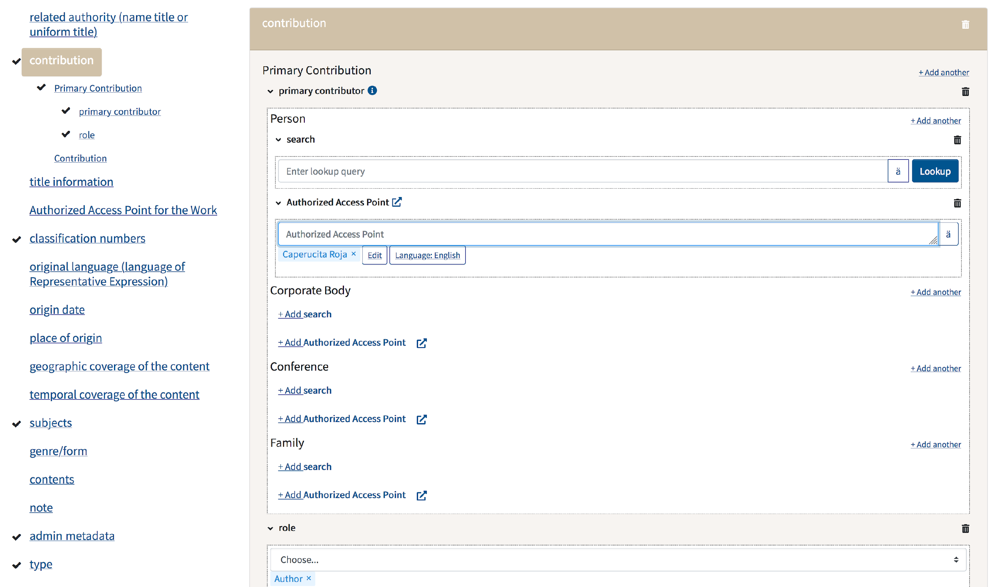 related authority (name title or
uniform title)
contribution
Primary Contribution
primary contributor
role
Contribution
title information
Authorized Access Point for the Work
classification numbers
original language (language of
Representative Expression)
origin date
place of origin
geographic coverage of the content
temporal coverage of the content
subjects
genre/form
contents
note
admin metadata
type
contribution
Primary Contribution
+ Add another
primary contributor
Person
+ Add another
search
Enter lookup query
ä
Lookup
Authorized Access Point
Authorized Access Point
ä
Caperucita Roja ×
Edit
Language: English
Corporate Body
+ Add another
+ Add search
+ Add Authorized Access Point
Conference
+ Add another
+ Add search
+ Add Authorized Access Point
Family
+ Add another
+ Add search
+ Add Authorized Access Point
role
Choose...
Author ×